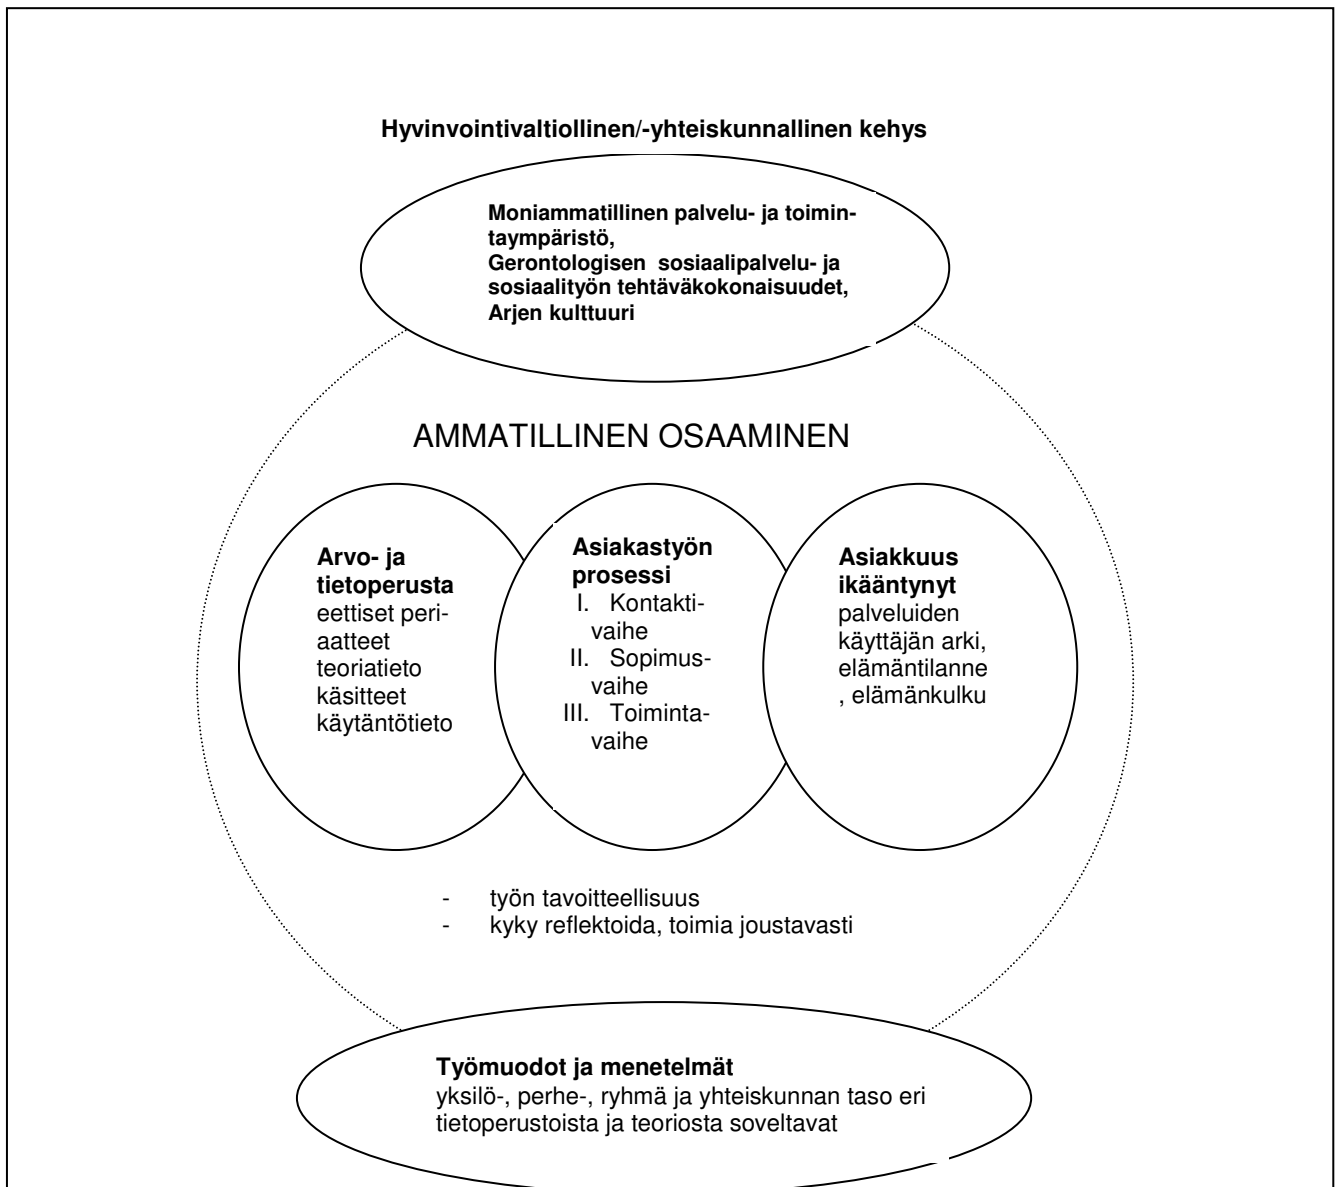 Hyvinvointivaltiollinen/-yhteiskunnallinen kehys
Moniammatillinen palvelu- ja toimin-
taympäristö,
Gerontologisen sosiaalipalvelu- ja
sosiaalityön tehtäväkokonaisuudet,
Arjen kulttuuri
AMMATILLINEN OSAAMINEN
Arvo- ja
tietoperusta
eettiset peri-
aatteet
teoriatieto
käsitteet
käytäntötieto
Asiakastyön
prosessi
I. Kontakti-
vaihe
II. Sopimus-
vaihe
III. Toiminta-
vaihe
Asiakkuus
ikääntynyt
palveluiden
käyttäjän arki,
elämäntilanne
, elämänkulku
- työn tavoitteellisuus
- kyky reflektoida, toimia joustavasti
Työmuodot ja menetelmät
yksilö-, perhe-, ryhmä ja yhteiskunnan taso eri
tietoperustoista ja teoriosta soveltavat